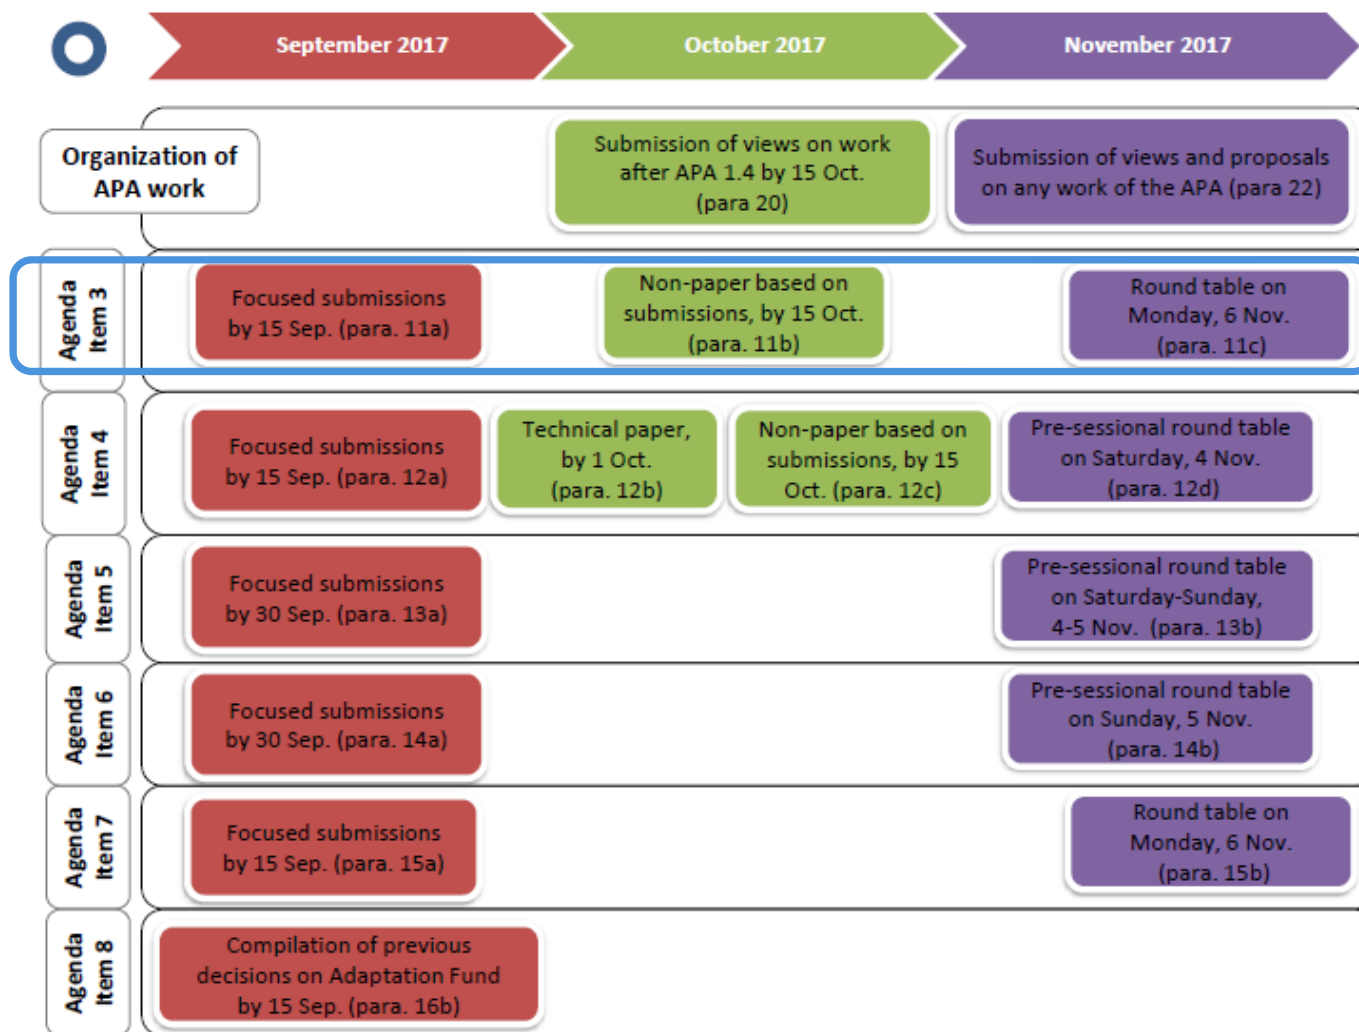 September 2017
October 2017
November 2017
Organization of
APA work
Submission of views on work
after APA 1.4 by 15 Oct.
(para 20)
Submission of views and proposals
on any work of the APA (para 22)
Agenda
Item 3
Focused submissions
by 15 Sep. (para. 11a)
Non-paper based on
submissions, by 15 Oct.
(para. 11b)
Round table on
Monday, 6 Nov.
(para. 11c)
Agenda
Item 4
Focused submissions
by 15 Sep. (para. 12a)
Technical paper,
by 1 Oct.
(para. 12b)
Non-paper based on
submissions, by 15
Oct. (para. 12c)
Pre-sessional round table
on Saturday, 4 Nov.
(para. 12d)
Agenda
Item 5
Focused submissions
by 30 Sep. (para. 13a)
Pre-sessional round table
on Saturday-Sunday,
4-5 Nov. (para. 13b)
Agenda
Item 6
Focused submissions
by 30 Sep. (para. 14a)
Pre-sessional round table
on Sunday, 5 Nov.
(para. 14b)
Agenda
Item 7
Focused submissions
by 15 Sep. (para. 15a)
Round table on
Monday, 6 Nov.
(para. 15b)
Agenda
Item 8
Compilation of previous
decisions on Adaptation Fund
by 15 Sep. (para. 16b)